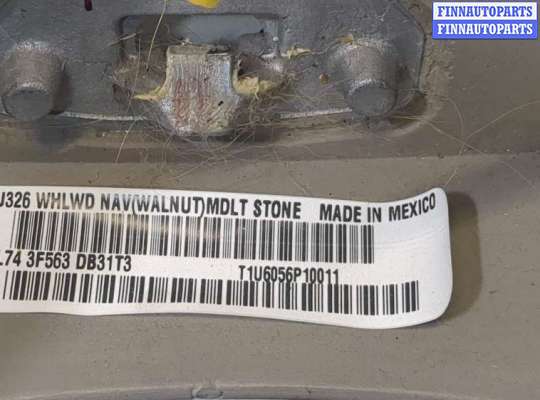 FINNAUTOPARTS
FINNAUTOPARTS
U326 WHLWD NAV(WALNUT)MDLT STONE MADE IN MEXICO
L74 3F563 DB31T3 T1U6056P10011